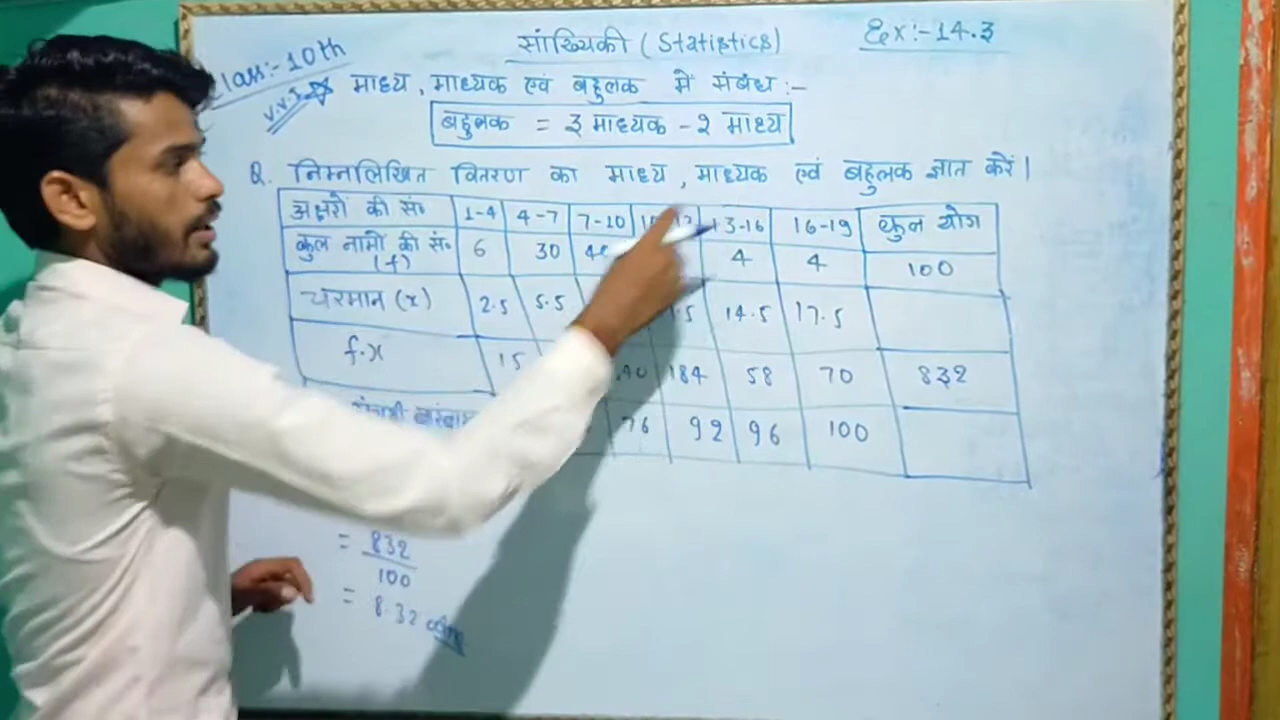 सांख्यिकी (Statistics)
Ex:- 14.3
Class:- 10th
V.V.I माध्य, माध्यक एवं बहुलक में संबंध :-
बहुलक = 3 माध्यक - 2 माध्य
Q. निम्नलिखित वितरण का माध्य, माध्यक एवं बहुलक ज्ञात करें।
अक्षरों की सं० 1-4 4-7 7-10 13-16 16-19 कुल योग
कुल नामों की सं० (f) 6 30 4 4 100
चरमान (x) 2.5 5.5 14.5 17.5
f.x 15 184 58 70 832
76 92 96 100
= 832
100
= 8.32